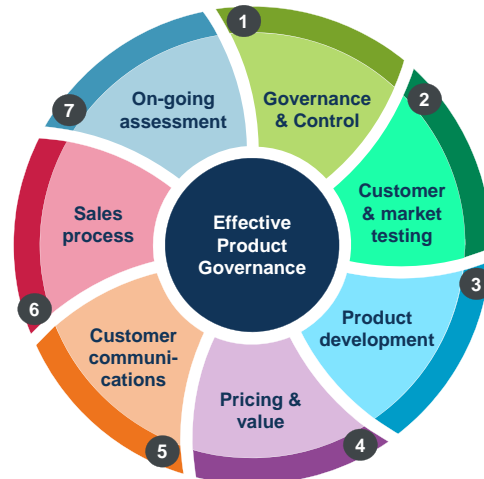 1
Governance
& Control
2
Customer
& market
testing
3
Product
development
4
Pricing &
value
5
Customer
communi-
cations
6
Sales
process
7
On-going
assessment
Effective
Product
Governance